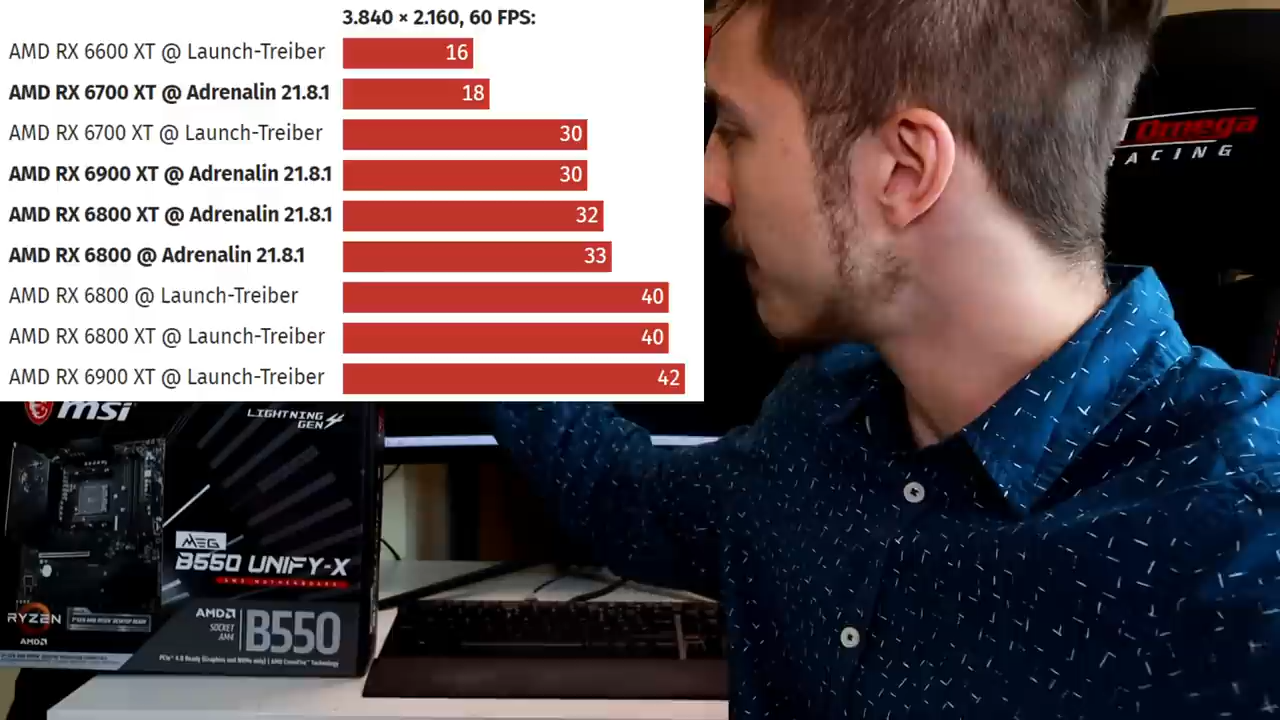 3.840 × 2.160, 60 FPS:
AMD RX 6600 XT @ Launch-Treiber 16
AMD RX 6700 XT @ Adrenalin 21.8.1 18
AMD RX 6700 XT @ Launch-Treiber 30
AMD RX 6900 XT @ Adrenalin 21.8.1 30
AMD RX 6800 XT @ Adrenalin 21.8.1 32
AMD RX 6800 @ Adrenalin 21.8.1 33
AMD RX 6800 @ Launch-Treiber 40
AMD RX 6800 XT @ Launch-Treiber 40
AMD RX 6900 XT @ Launch-Treiber 42
Omega
RACING
msi
LIGHTNING
GEN 4
MEG
B550 UNIFY-X
AMD MOTHERBOARD
RYZEN
AMD
AMD
SOCKET
AM4
B550